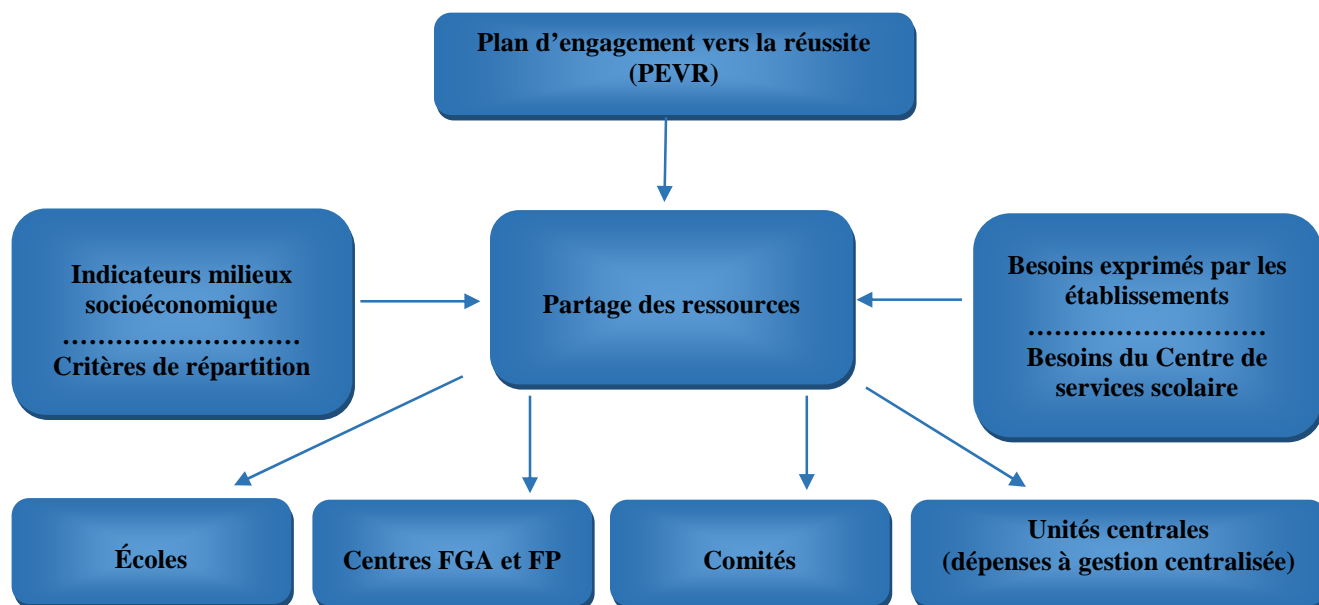 Plan d’engagement vers la réussite
(PEVR)
Indicateurs milieux
socioéconomique
………………………
Critères de répartition
Partage des ressources
Besoins exprimés par les
établissements
………………………
Besoins du Centre de
services scolaire
Écoles
Centres FGA et FP
Comités
Unités centrales
(dépenses à gestion centralisée)